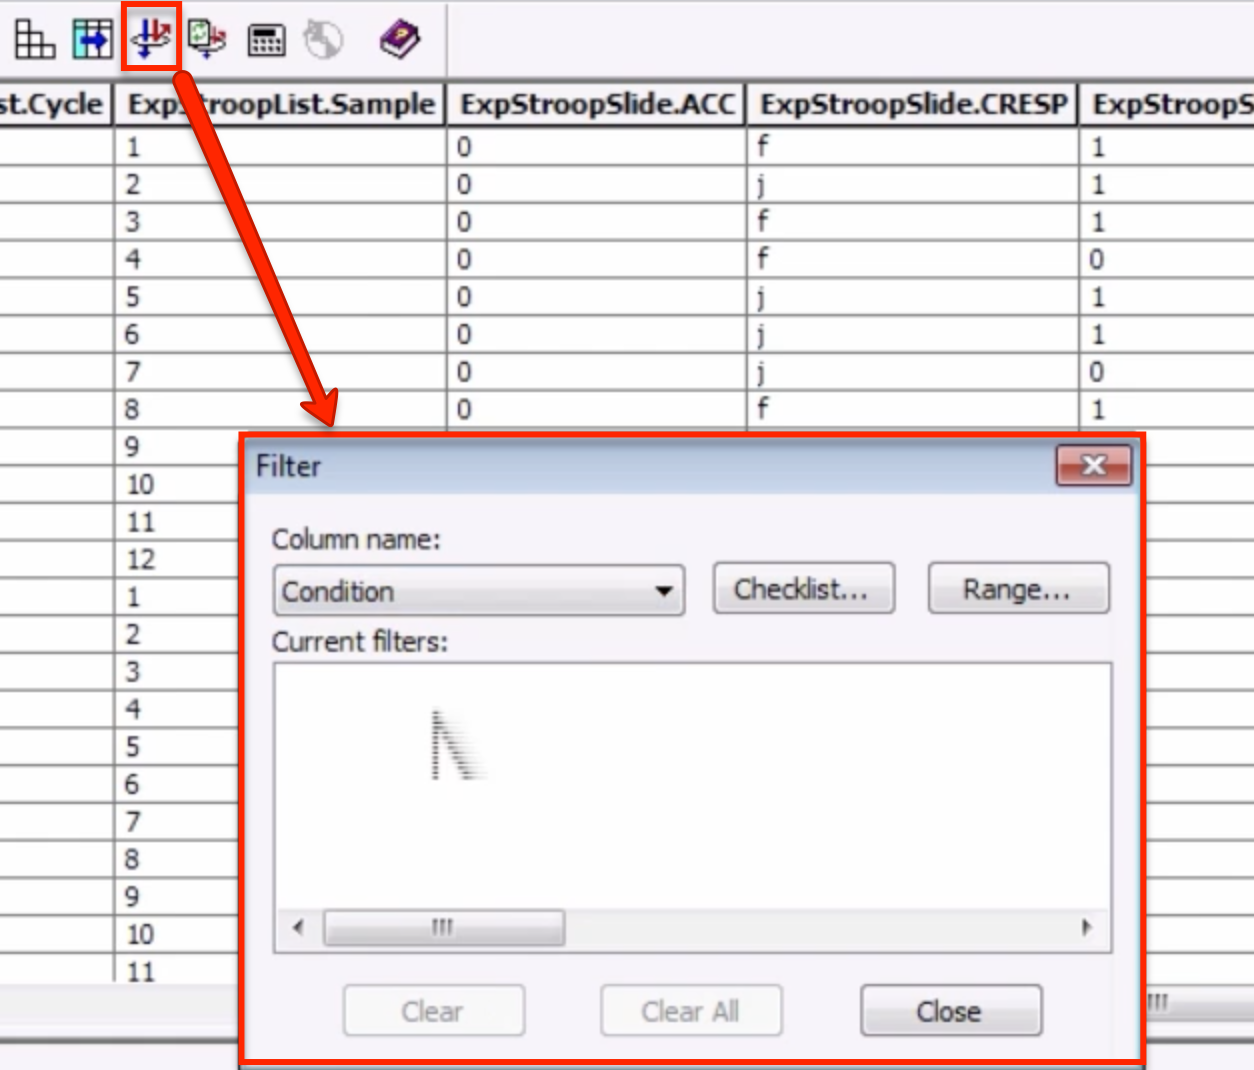 st.Cycle ExpStroopList.Sample ExpStroopSlide.ACC ExpStroopSlide.CRESP ExpStroopS
1 0 f 1
2 0 j 1
3 0 f 1
4 0 f 0
5 0 j 1
6 0 j 1
7 0 j 0
8 0 f 1
9
10
11
12
1
2
3
4
5
6
7
8
9
10
11
Filter
Column name:
Condition Checklist... Range...
Current filters:
Clear Clear All Close